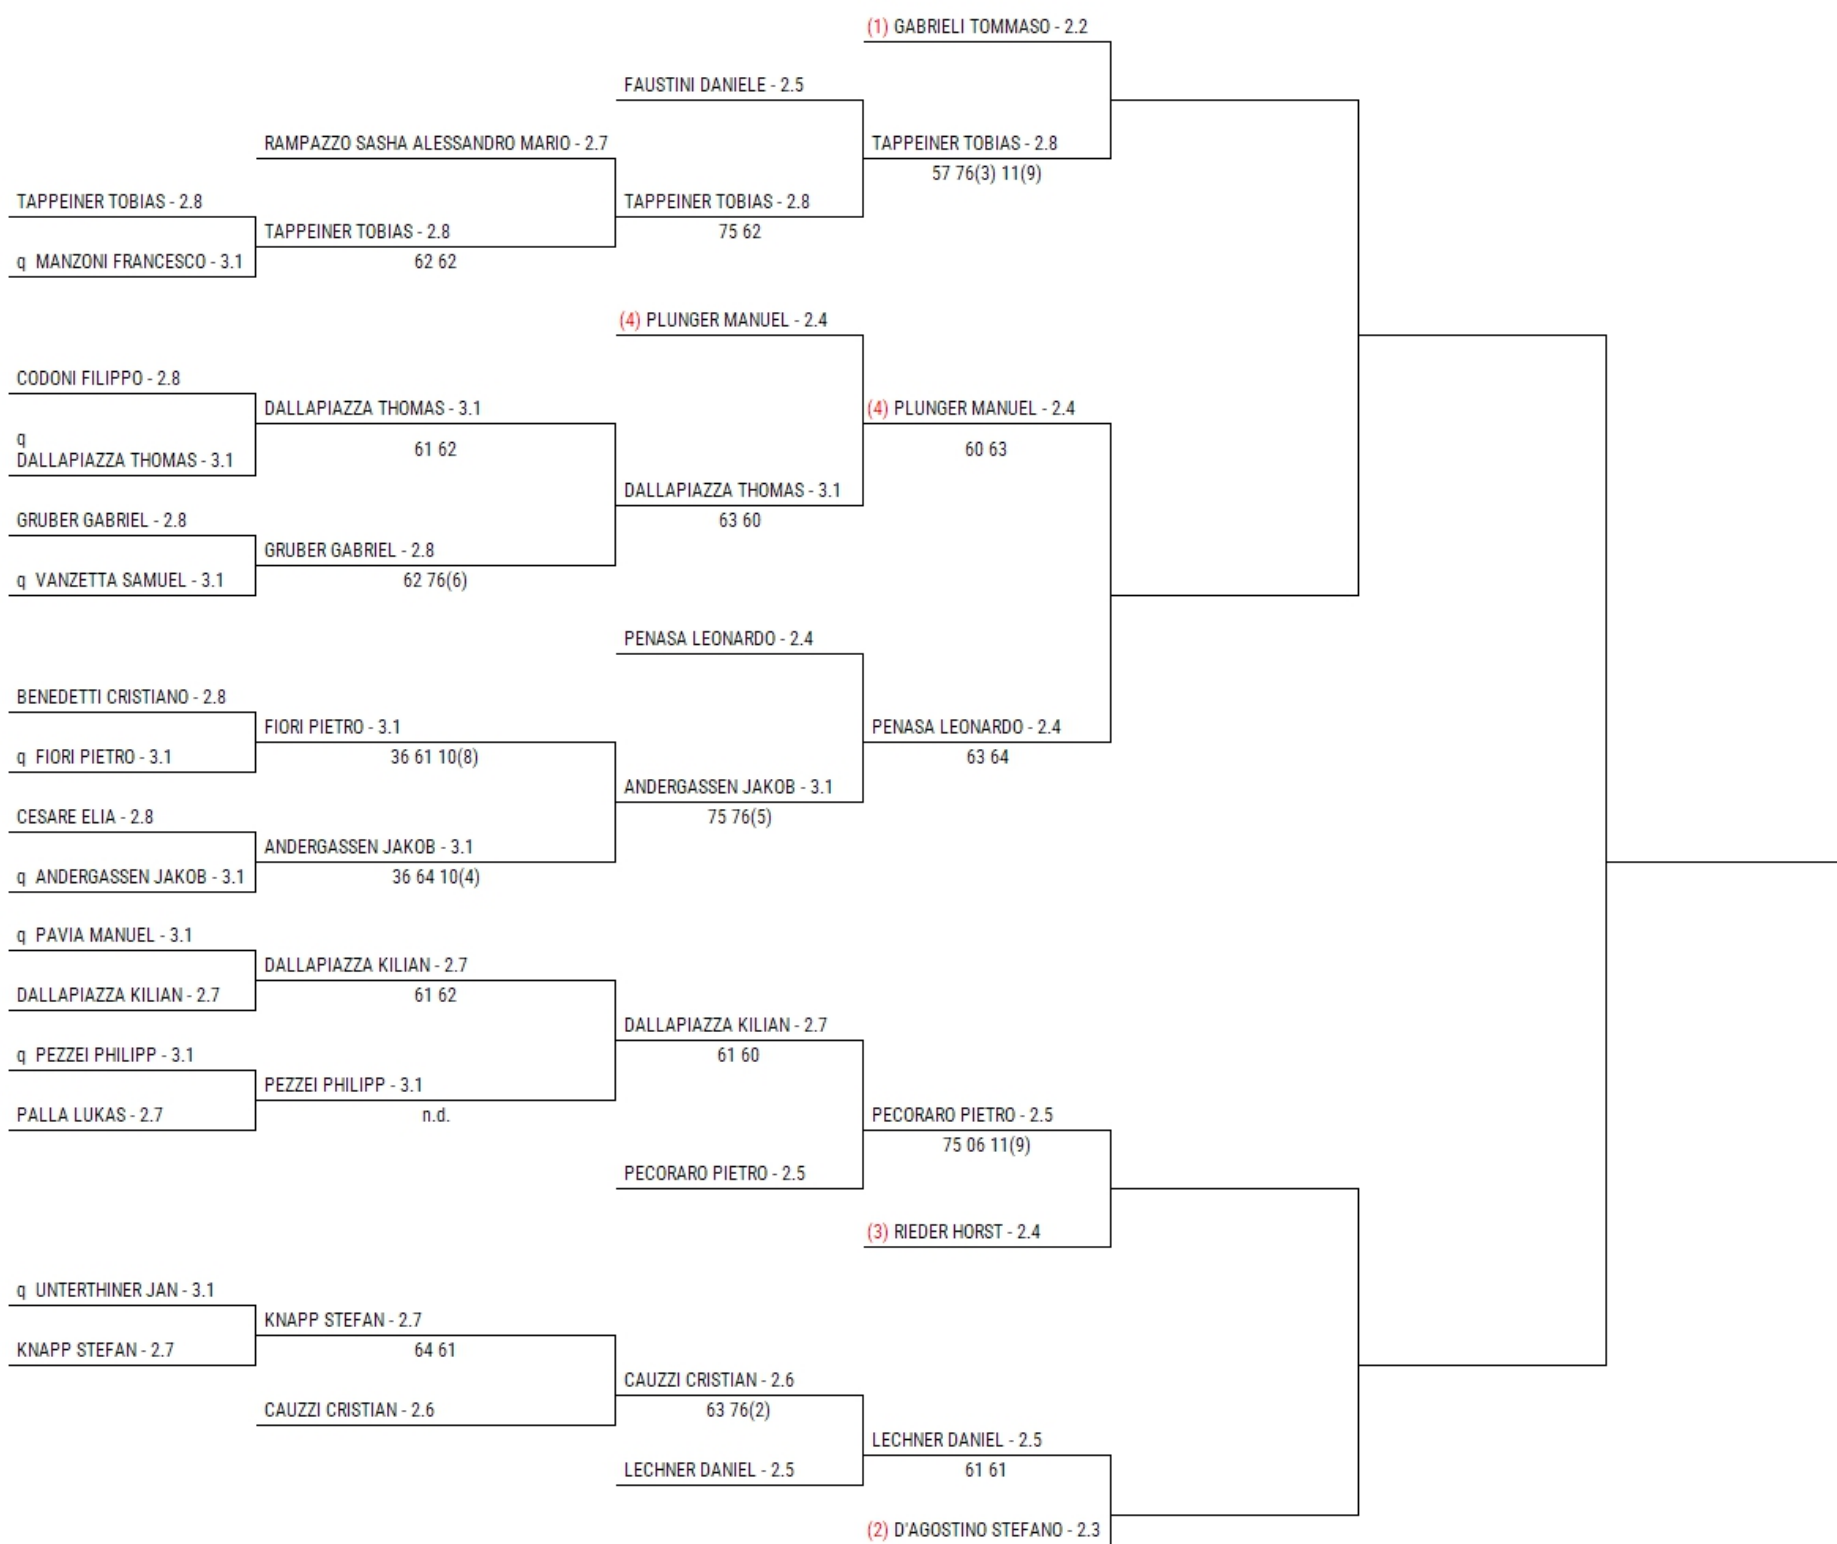 (1) GABRIELI TOMMASO - 2.2
FAUSTINI DANIELE - 2.5
RAMPAZZO SASHA ALESSANDRO MARIO - 2.7
TAPPEINER TOBIAS - 2.8
57 76(3) 11(9)
TAPPEINER TOBIAS - 2.8
TAPPEINER TOBIAS - 2.8
75 62
TAPPEINER TOBIAS - 2.8
62 62
q MANZONI FRANCESCO - 3.1
(4) PLUNGER MANUEL - 2.4
CODONI FILIPPO - 2.8
DALLAPIAZZA THOMAS - 3.1
61 62
(4) PLUNGER MANUEL - 2.4
60 63
q
DALLAPIAZZA THOMAS - 3.1
DALLAPIAZZA THOMAS - 3.1
63 60
GRUBER GABRIEL - 2.8
GRUBER GABRIEL - 2.8
62 76(6)
q VANZETTA SAMUEL - 3.1
PENASA LEONARDO - 2.4
BENEDETTI CRISTIANO - 2.8
FIORI PIETRO - 3.1
36 61 10(8)
PENASA LEONARDO - 2.4
63 64
q FIORI PIETRO - 3.1
ANDERGASSEN JAKOB - 3.1
75 76(5)
CESARE ELIA - 2.8
ANDERGASSEN JAKOB - 3.1
36 64 10(4)
q ANDERGASSEN JAKOB - 3.1
q PAVIA MANUEL - 3.1
DALLAPIAZZA KILIAN - 2.7
61 62
DALLAPIAZZA KILIAN - 2.7
DALLAPIAZZA KILIAN - 2.7
61 60
q PEZZEI PHILIPP - 3.1
PEZZEI PHILIPP - 3.1
n.d.
PALLA LUKAS - 2.7
PECORARO PIETRO - 2.5
75 06 11(9)
PECORARO PIETRO - 2.5
(3) RIEDER HORST - 2.4
q UNTERTHINER JAN - 3.1
KNAPP STEFAN - 2.7
64 61
KNAPP STEFAN - 2.7
CAUZZI CRISTIAN - 2.6
63 76(2)
CAUZZI CRISTIAN - 2.6
LECHNER DANIEL - 2.5
61 61
LECHNER DANIEL - 2.5
(2) D'AGOSTINO STEFANO - 2.3